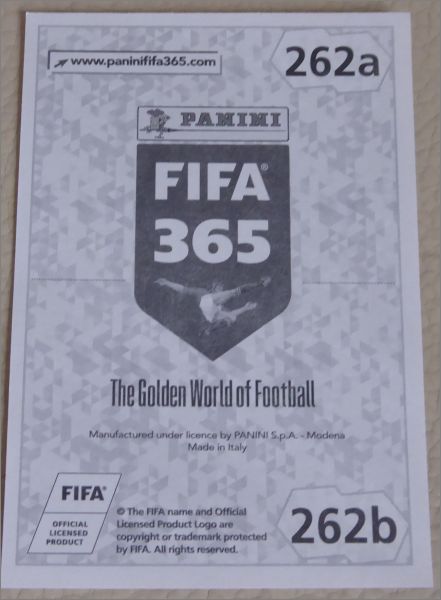 www.paninififa365.com
262a
PANINI
FIFA®
365
The Golden World of Football
Manufactured under licence by PANINI S.p.A. - Modena
Made in Italy
FIFA®
OFFICIAL
LICENSED
PRODUCT
© The FIFA name and Official
Licensed Product Logo are
copyright or trademark protected
by FIFA. All rights reserved.
262b